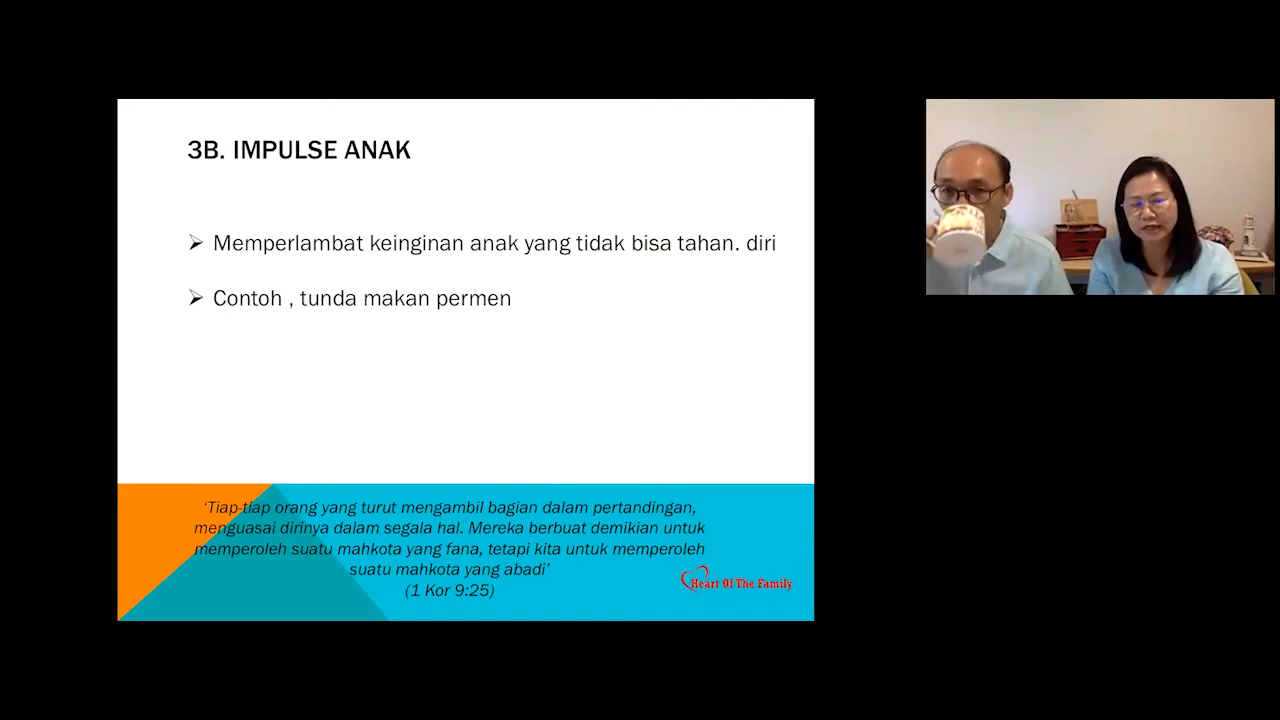 3B. IMPULSE ANAK
Memperlambat keinginan anak yang tidak bisa tahan. diri
Contoh , tunda makan permen
‘Tiap-tiap orang yang turut mengambil bagian dalam pertandingan,
menguasai dirinya dalam segala hal. Mereka berbuat demikian untuk
memperoleh suatu mahkota yang fana, tetapi kita untuk memperoleh
suatu mahkota yang abadi’
(1 Kor 9:25)
Heart Of The Family